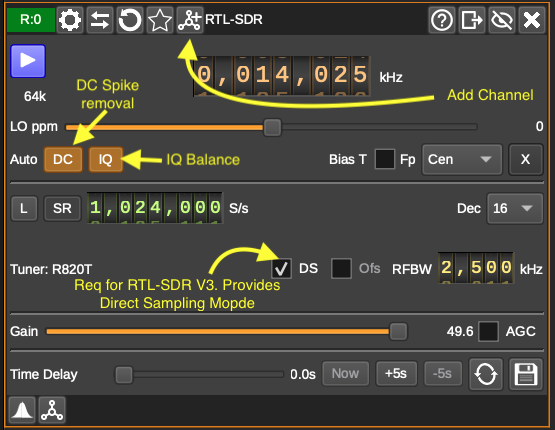 R:0 RTL-SDR
DC Spike
removal
0,014,025 kHz
64k
Add Channel
LO ppm 0
Auto DC IQ IQ Balance Bias T Fp Cen X
L SR 1,024,000 S/s Dec 16
Tuner: R820T DS Ofs RFBW 2,500 kHz
Req for RTL-SDR V3. Provides
Direct Sampling Mopde
Gain 49.6 AGC
Time Delay 0.0s Now +5s -5s